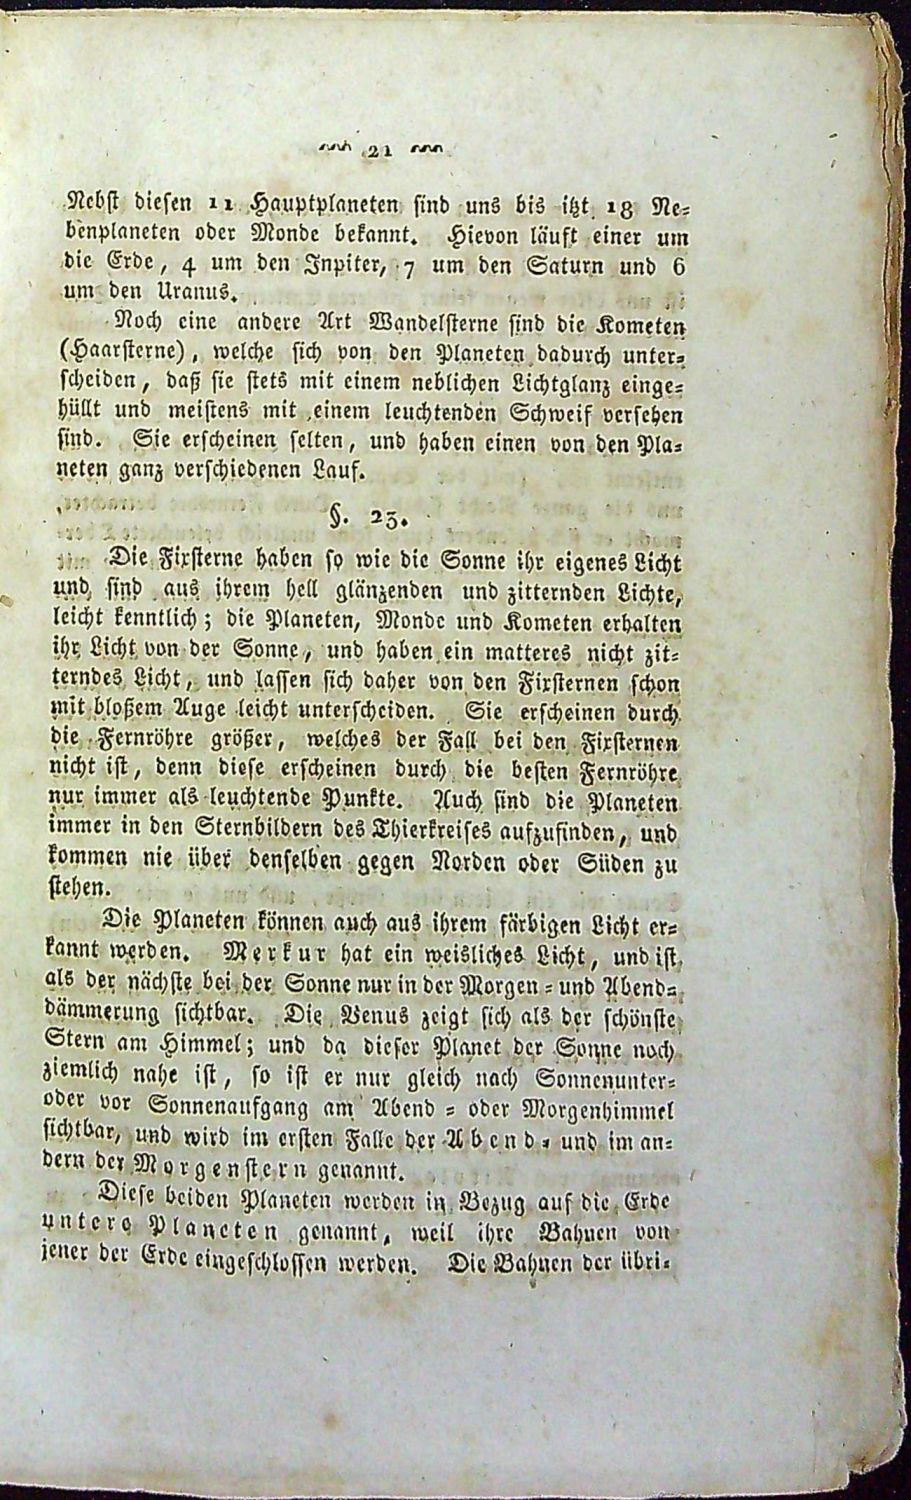 21
Nebst diesen 11 Hauptplaneten sind uns bis itzt 18 Ne-
benplaneten oder Monde bekannt. Hievon läuft einer um
die Erde, 4 um den Inpiter, 7 um den Saturn und 6
um den Uranus.
Noch eine andere Art Wandelsterne sind die Kometen
(Haarsterne), welche sich von den Planeten dadurch unter-
scheiden, daß sie stets mit einem neblichen Lichtglanz einge-
hüllt und meistens mit einem leuchtenden Schweif versehen
sind. Sie erscheinen selten, und haben einen von den Pla-
neten ganz verschiedenen Lauf.
§. 23.
Die Fixsterne haben so wie die Sonne ihr eigenes Licht
und sind aus ihrem hell glänzenden und zitternden Lichte,
leicht kenntlich; die Planeten, Monde und Kometen erhalten
ihr Licht von der Sonne, und haben ein matteres nicht zit-
terndes Licht, und lassen sich daher von den Fixsternen schon
mit bloßem Auge leicht unterscheiden. Sie erscheinen durch
die Fernröhre größer, welches der Fall bei den Fixsternen
nicht ist, denn diese erscheinen durch die besten Fernröhre
nur immer als leuchtende Punkte. Auch sind die Planeten
immer in den Sternbildern des Thierkreises aufzufinden, und
kommen nie über denselben gegen Norden oder Süden zu
stehen.
Die Planeten können auch aus ihrem färbigen Licht er-
kannt werden. Merkur hat ein weisliches Licht, und ist
als der nächste bei der Sonne nur in der Morgen- und Abend-
dämmerung sichtbar. Die Venus zeigt sich als der schönste
Stern am Himmel; und da dieser Planet der Sonne noch
ziemlich nahe ist, so ist er nur gleich nach Sonnenunter-
oder vor Sonnenaufgang am Abend- oder Morgenhimmel
sichtbar, und wird im ersten Falle der Abend- und im an-
dern der Morgenstern genannt.
Diese beiden Planeten werden in Bezug auf die Erde
untere Planeten genannt, weil ihre Bahnen von
jener der Erde eingeschlossen werden. Die Bahnen der übri-